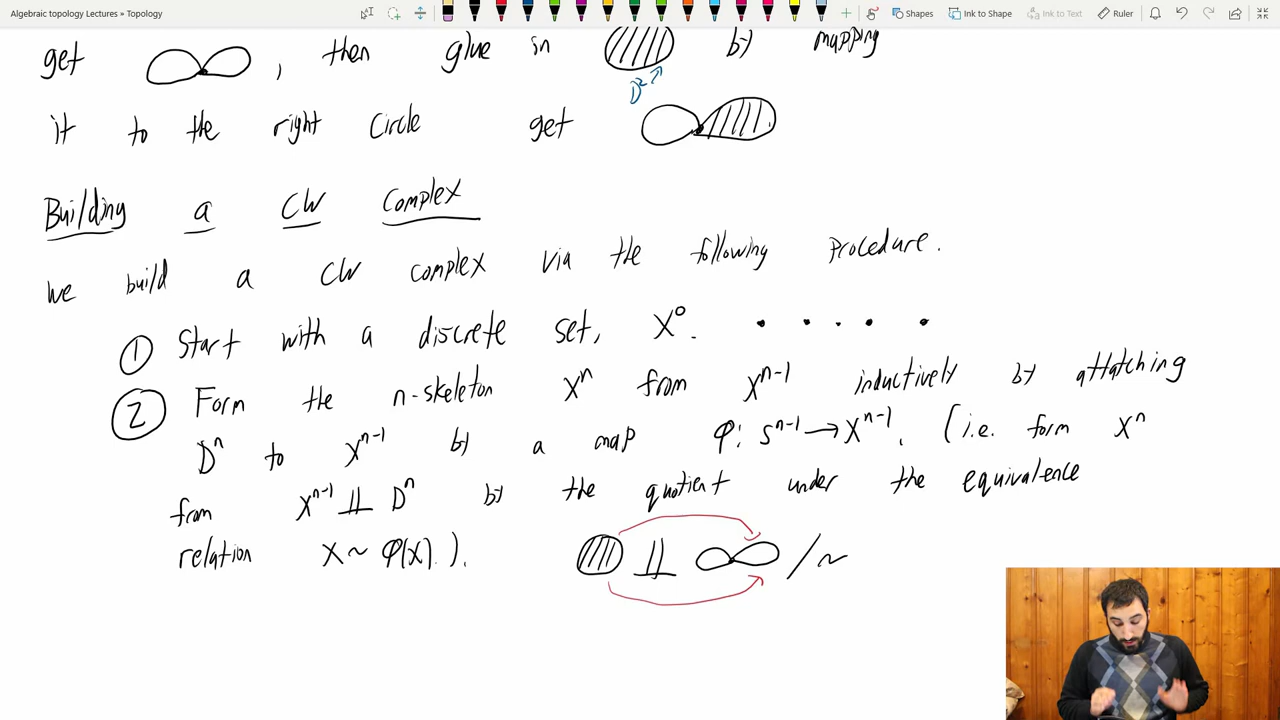 Algebraic topology Lectures » Topology
Shapes Ink to Shape Ink to Text Ruler
get , then glue in by mapping
D²
it to the right Circle get
Building a CW Complex
We build a CW complex via the following Procedure.
① Start with a discrete set, X⁰.
② Form the n-skeleton Xⁿ from Xⁿ⁻¹ inductively by attatching
Dⁿ to Xⁿ⁻¹ by a map φ: Sⁿ⁻¹ → Xⁿ⁻¹. (i.e. form Xⁿ
from Xⁿ⁻¹ ⨿ Dⁿ by the quotient under the equivalence
relation X ~ φ(X).).
⨿ / ~